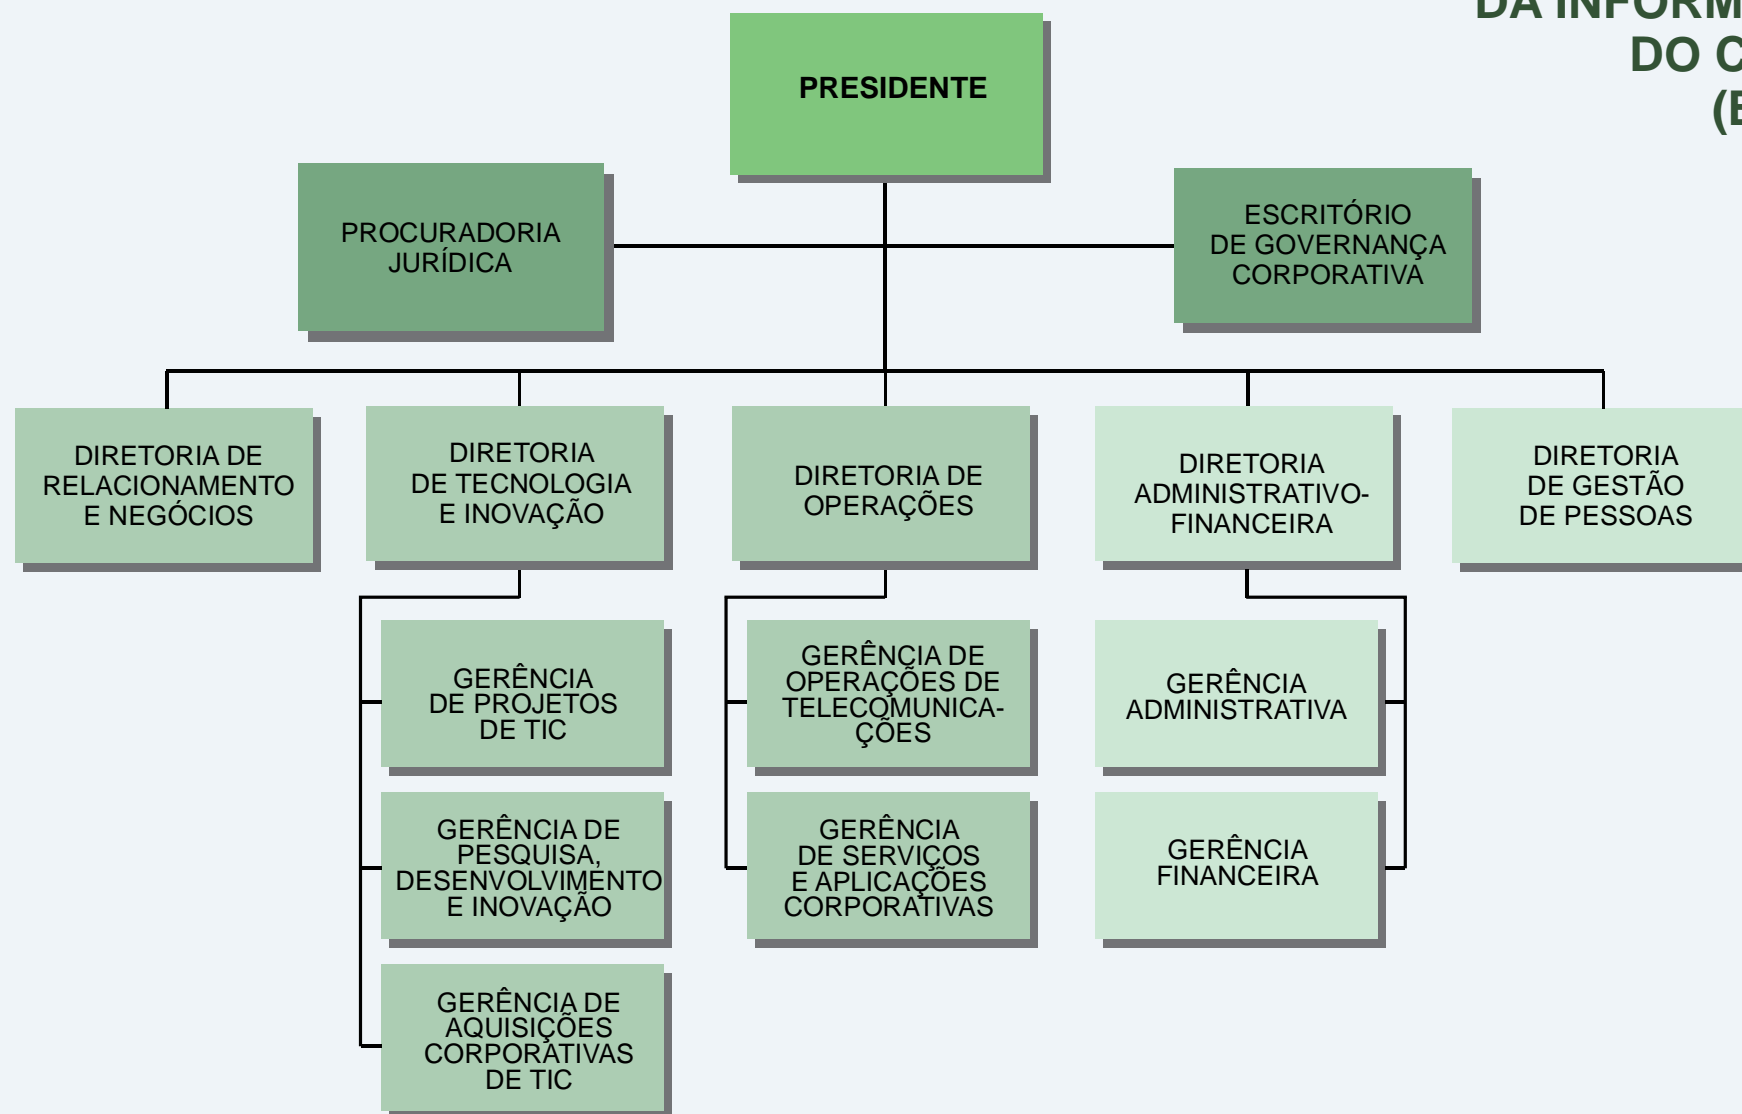 DA INFORM
DO C
(E
PRESIDENTE
PROCURADORIA
JURÍDICA
ESCRITÓRIO
DE GOVERNANÇA
CORPORATIVA
DIRETORIA DE
RELACIONAMENTO
E NEGÓCIOS
DIRETORIA
DE TECNOLOGIA
E INOVAÇÃO
DIRETORIA DE
OPERAÇÕES
DIRETORIA
ADMINISTRATIVO-
FINANCEIRA
DIRETORIA
DE GESTÃO
DE PESSOAS
GERÊNCIA
DE PROJETOS
DE TIC
GERÊNCIA DE
OPERAÇÕES DE
TELECOMUNICA-
ÇÕES
GERÊNCIA
ADMINISTRATIVA
GERÊNCIA DE
PESQUISA,
DESENVOLVIMENTO
E INOVAÇÃO
GERÊNCIA
DE SERVIÇOS
E APLICAÇÕES
CORPORATIVAS
GERÊNCIA
FINANCEIRA
GERÊNCIA DE
AQUISIÇÕES
CORPORATIVAS
DE TIC